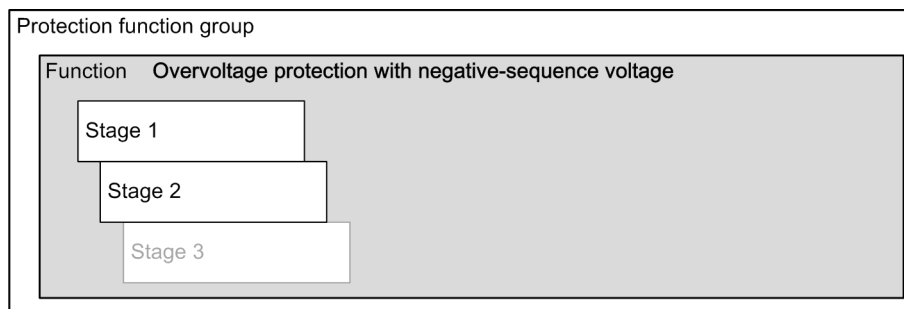 Protection function group
Function Overvoltage protection with negative-sequence voltage
Stage 1
Stage 2
Stage 3